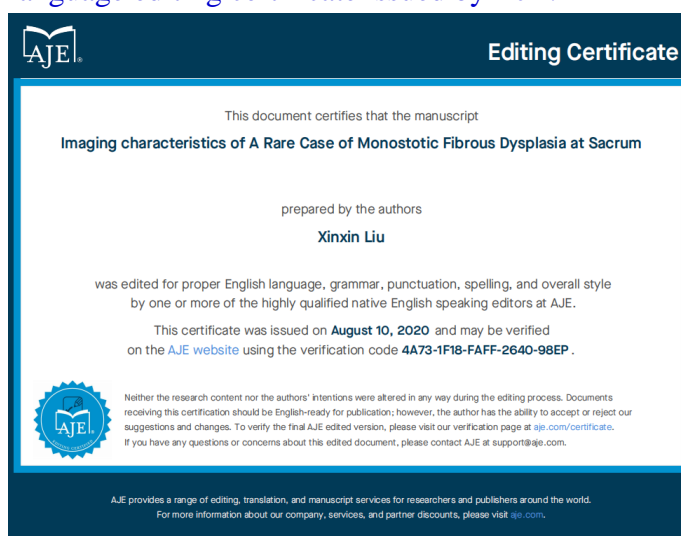 AJE®
Editing Certificate
This document certifies that the manuscript
Imaging characteristics of A Rare Case of Monostotic Fibrous Dysplasia at Sacrum
prepared by the authors
Xinxin Liu
was edited for proper English language, grammar, punctuation, spelling, and overall style
by one or more of the highly qualified native English speaking editors at AJE.
This certificate was issued on August 10, 2020 and may be verified
on the AJE website using the verification code 4A73-1F18-FAFF-2640-98EP .
Neither the research content nor the authors' intentions were altered in any way during the editing process. Documents
receiving this certification should be English-ready for publication; however, the author has the ability to accept or reject our
suggestions and changes. To verify the final AJE edited version, please visit our verification page at aje.com/certificate.
If you have any questions or concerns about this edited document, please contact AJE at support@aje.com.
AJE
AJE provides a range of editing, translation, and manuscript services for researchers and publishers around the world.
For more information about our company, services, and partner discounts, please visit aje.com.